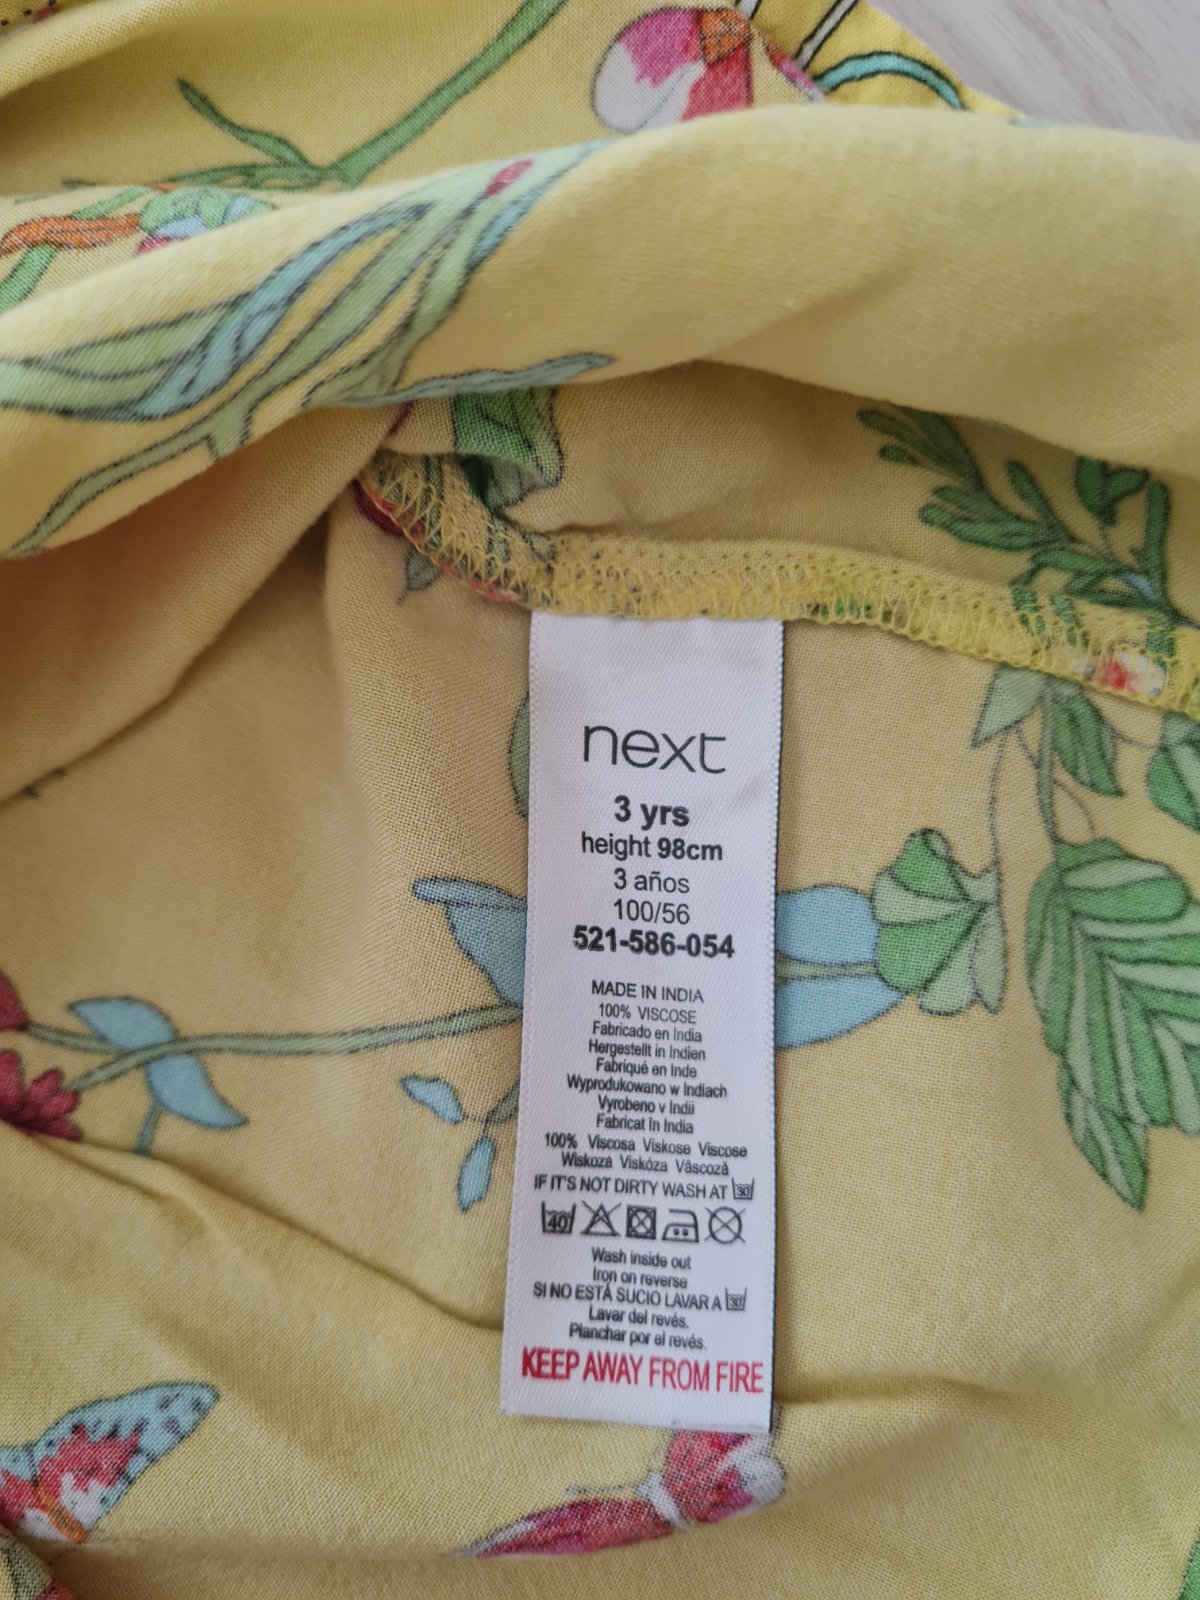 next
3 yrs
height 98cm
3 años
100/56
521-586-054
MADE IN INDIA
100% VISCOSE
Fabricado en India
Hergestellt in Indien
Fabriqué en Inde
Wyprodukowano w Indiach
Vyrobeno v Indii
Fabricat în India
100% Viscosa Viskose Viscose
Wiskoza Viskóza Vâscoză
IF IT'S NOT DIRTY WASH AT 30
40
Wash inside out
Iron on reverse
SI NO ESTÁ SUCIO LAVAR A 30
Lavar del revés.
Planchar por el revés.
KEEP AWAY FROM FIRE